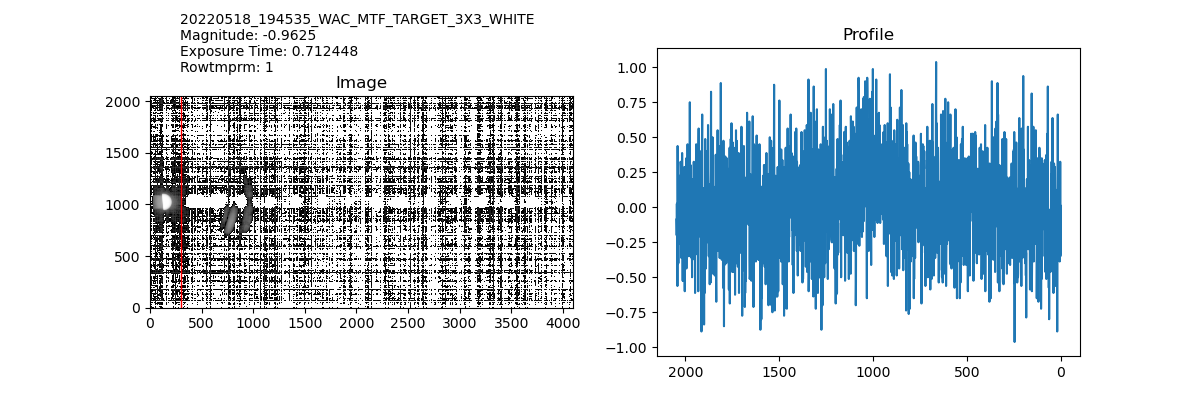 20220518_194535_WAC_MTF_TARGET_3X3_WHITE
Magnitude: -0.9625
Exposure Time: 0.712448
Rowtmprm: 1
Image
2000
1500
1000
500
0
0 500 1000 1500 2000 2500 3000 3500 4000
Profile
1.00
0.75
0.50
0.25
0.00
−0.25
−0.50
−0.75
−1.00
2000 1500 1000 500 0